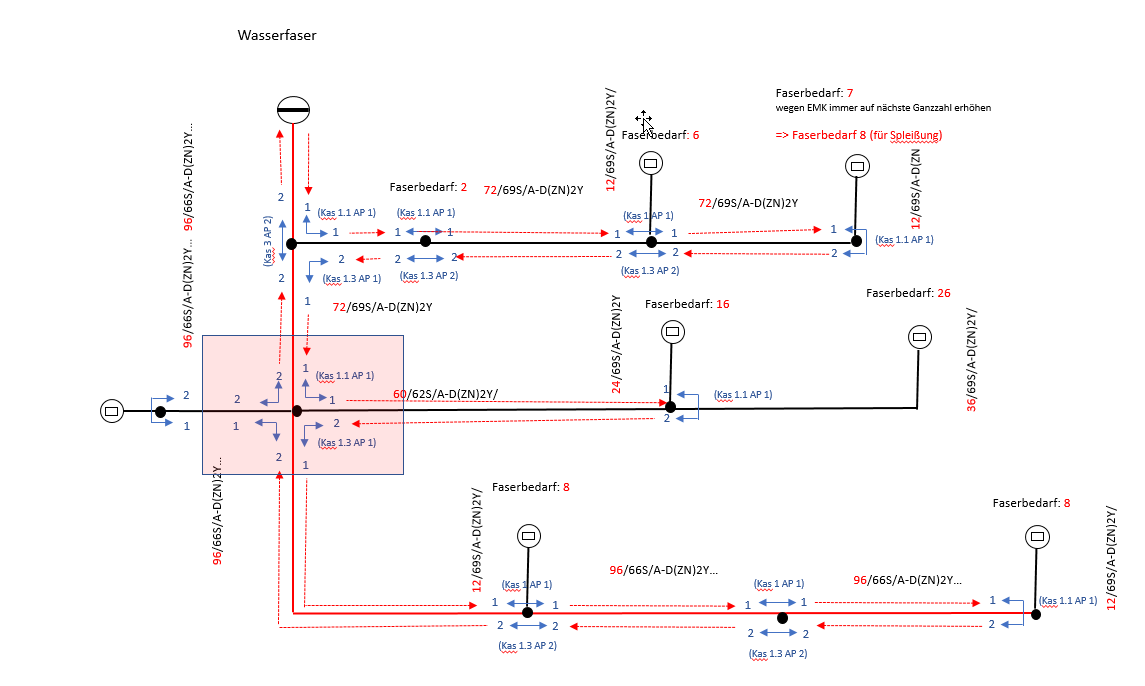 Wasserfaser
Faserbedarf: 7
wegen EMK immer auf nächste Ganzzahl erhöhen
=> Faserbedarf 8 (für Spleißung)
Faserbedarf: 6
12/69S/A-D(ZN)2Y/
12/69S/A-D(ZN
96/66S/A-D(ZN)2Y...
Faserbedarf: 2
72/69S/A-D(ZN)2Y
72/69S/A-D(ZN)2Y
2
1
(Kas 1.1 AP 1)
(Kas 1.1 AP 1)
(Kas 1 AP 1)
1
1
1
1
1
1
(Kas 1.1 AP 1)
(Kas 3 AP 2)
2
2
2
2
2
2
(Kas 1.3 AP 1)
(Kas 1.3 AP 2)
(Kas 1.3 AP 2)
2
1
96/66S/A-D(ZN)2Y...
72/69S/A-D(ZN)2Y
Faserbedarf: 16
Faserbedarf: 26
24/69S/A-D(ZN)2Y/
36/69S/A-D(ZN)2Y/
2
1
(Kas 1.1 AP 1)
60/62S/A-D(ZN)2Y/
1
(Kas 1.1 AP 1)
2
2
1
1
1
2
2
(Kas 1.3 AP 1)
2
1
96/66S/A-D(ZN)2Y...
Faserbedarf: 8
Faserbedarf: 8
12/69S/A-D(ZN)2Y/
12/69S/A-D(ZN)2Y/
96/66S/A-D(ZN)2Y...
96/66S/A-D(ZN)2Y...
(Kas 1 AP 1)
(Kas 1 AP 1)
1
1
1
1
1
(Kas 1.1 AP 1)
2
2
2
2
2
(Kas 1.3 AP 2)
(Kas 1.3 AP 2)